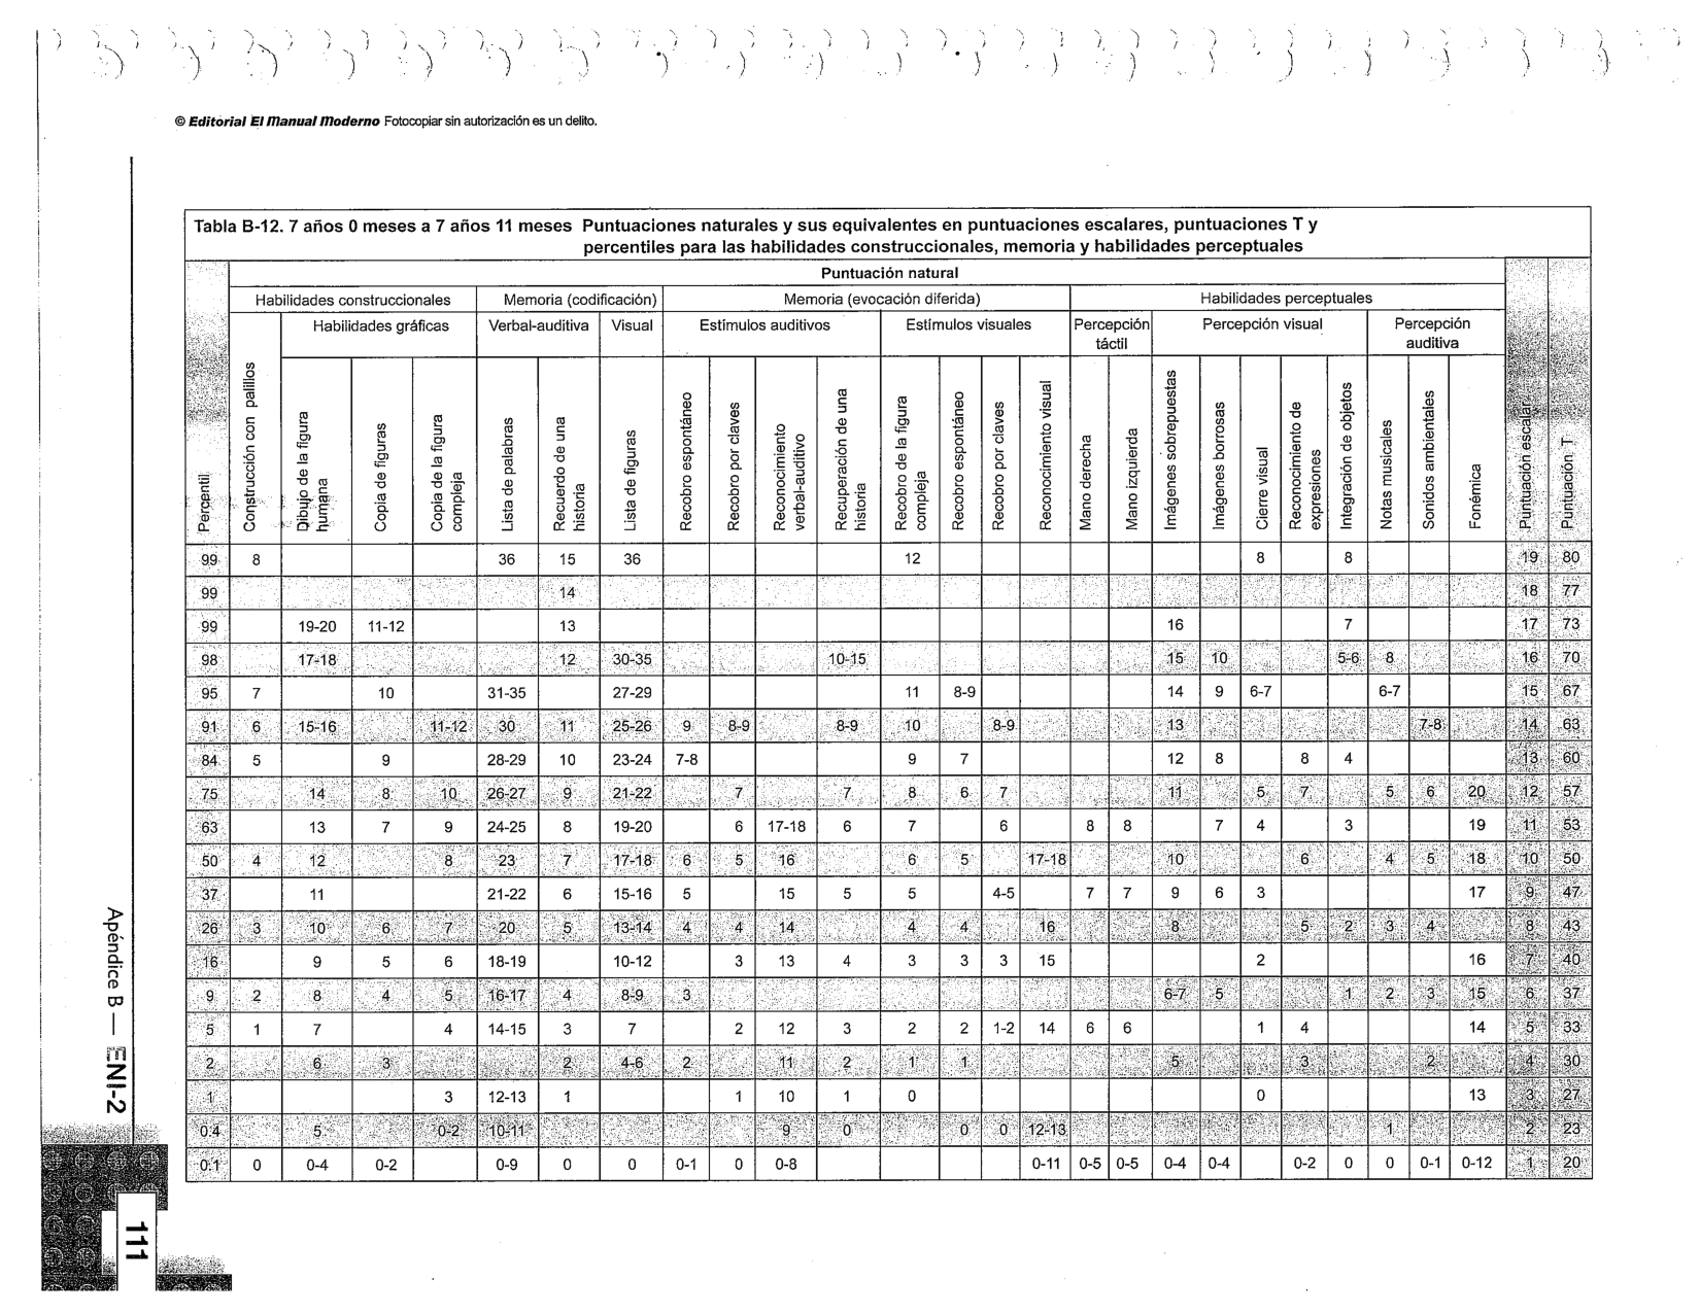 © Editorial El Manual Moderno Fotocopiar sin autorización es un delito.
Tabla B-12. 7 años 0 meses a 7 años 11 meses Puntuaciones naturales y sus equivalentes en puntuaciones escalares, puntuaciones T y
percentiles para las habilidades construccionales, memoria y habilidades perceptuales
Puntuación natural
Habilidades construccionales Memoria (codificación) Memoria (evocación diferida) Habilidades perceptuales
Habilidades gráficas Verbal-auditiva Visual Estímulos auditivos Estímulos visuales Percepción táctil Percepción visual Percepción auditiva
Percentil
Construcción con palillos
Dibujo de la figura humana
Copia de figuras
Copia de la figura compleja
Lista de palabras
Recuerdo de una historia
Lista de figuras
Recobro espontáneo
Recobro por claves
Reconocimiento verbal-auditivo
Recuperación de una historia
Recobro de la figura compleja
Recobro espontáneo
Recobro por claves
Reconocimiento visual
Mano derecha
Mano izquierda
Imágenes sobrepuestas
Imágenes borrosas
Cierre visual
Reconocimiento de expresiones
Integración de objetos
Notas musicales
Sonidos ambientales
Fonémica
Puntuación escalar
Puntuación T
99 8 36 15 36 12 8 8 19 80
99 14 18 77
99 19-20 11-12 13 16 7 17 73
98 17-18 12 30-35 10-15 15 10 5-6 8 16 70
95 7 10 31-35 27-29 11 8-9 14 9 6-7 6-7 15 67
91 6 15-16 11-12 30 11 25-26 9 8-9 8-9 10 8-9 13 7-8 14 63
84 5 9 28-29 10 23-24 7-8 9 7 12 8 8 4 13 60
75 14 8 10 26-27 9 21-22 7 7 8 6 7 11 5 7 5 6 20 12 57
63 13 7 9 24-25 8 19-20 6 17-18 6 7 6 8 8 7 4 3 19 11 53
50 4 12 8 23 7 17-18 6 5 16 6 5 17-18 10 6 4 5 18 10 50
37 11 21-22 6 15-16 5 15 5 5 4-5 7 7 9 6 3 17 9 47
26 3 10 6 7 20 5 13-14 4 4 14 4 4 16 8 5 2 3 4 8 43
16 9 5 6 18-19 10-12 3 13 4 3 3 3 15 2 16 7 40
9 2 8 4 5 16-17 4 8-9 3 6-7 5 1 2 3 15 6 37
5 1 7 4 14-15 3 7 2 12 3 2 2 1-2 14 6 6 1 4 14 5 33
2 6 3 2 4-6 2 11 2 1 1 5 3 2 4 30
1 3 12-13 1 1 10 1 0 0 13 3 27
0.4 5 0-2 10-11 9 0 0 0 12-13 1 2 23
0.1 0 0-4 0-2 0-9 0 0 0-1 0 0-8 0-11 0-5 0-5 0-4 0-4 0-2 0 0 0-1 0-12 1 20
Apéndice B — ENI-2
111